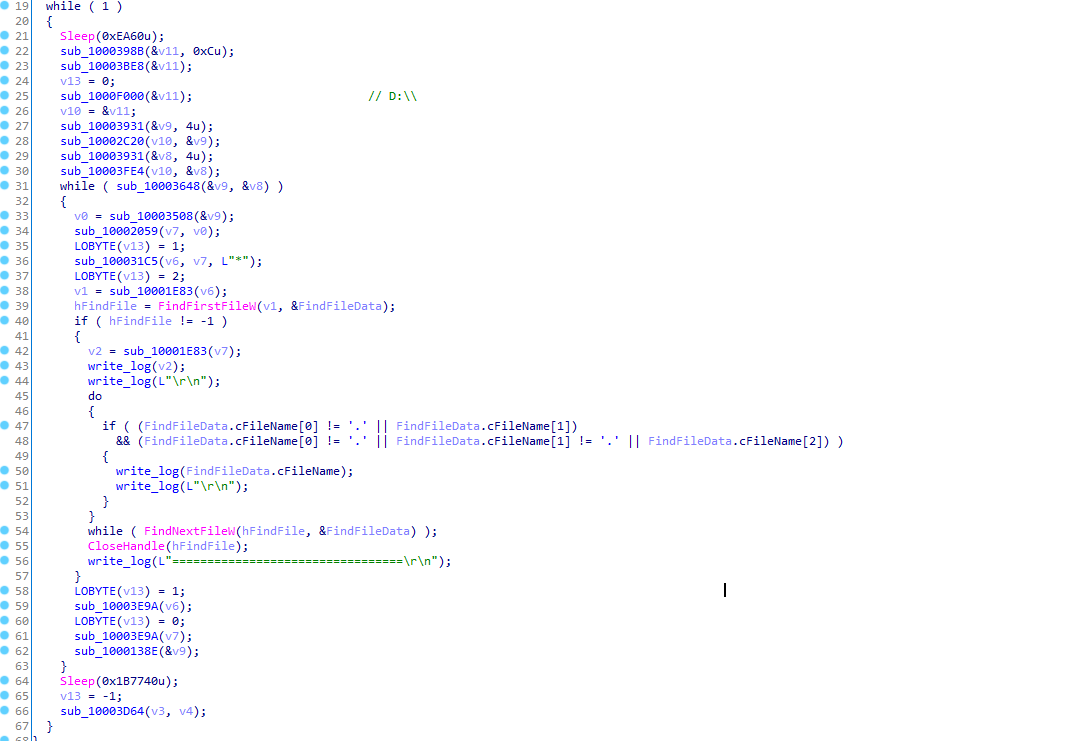 19 while ( 1 )
20 {
21 Sleep(0xEA60u);
22 sub_1000398B(&v11, 0xCu);
23 sub_10003BE8(&v11);
24 v13 = 0;
25 sub_1000F000(&v11); // D:\\
26 v10 = &v11;
27 sub_10003931(&v9, 4u);
28 sub_10002C20(v10, &v9);
29 sub_10003931(&v8, 4u);
30 sub_10003FE4(v10, &v8);
31 while ( sub_10003648(&v9, &v8) )
32 {
33 v0 = sub_10003508(&v9);
34 sub_10002059(v7, v0);
35 LOBYTE(v13) = 1;
36 sub_100031C5(v6, v7, L"*");
37 LOBYTE(v13) = 2;
38 v1 = sub_10001E83(v6);
39 hFindFile = FindFirstFileW(v1, &FindFileData);
40 if ( hFindFile != -1 )
41 {
42 v2 = sub_10001E83(v7);
43 write_log(v2);
44 write_log(L"\r\n");
45 do
46 {
47 if ( (FindFileData.cFileName[0] != '.' || FindFileData.cFileName[1])
48 && (FindFileData.cFileName[0] != '.' || FindFileData.cFileName[1] != '.' || FindFileData.cFileName[2]) )
49 {
50 write_log(FindFileData.cFileName);
51 write_log(L"\r\n");
52 }
53 }
54 while ( FindNextFileW(hFindFile, &FindFileData) );
55 CloseHandle(hFindFile);
56 write_log(L"=================================\r\n");
57 }
58 LOBYTE(v13) = 1;
59 sub_10003E9A(v6);
60 LOBYTE(v13) = 0;
61 sub_10003E9A(v7);
62 sub_1000138E(&v9);
63 }
64 Sleep(0x1B7740u);
65 v13 = -1;
66 sub_10003D64(v3, v4);
67 }